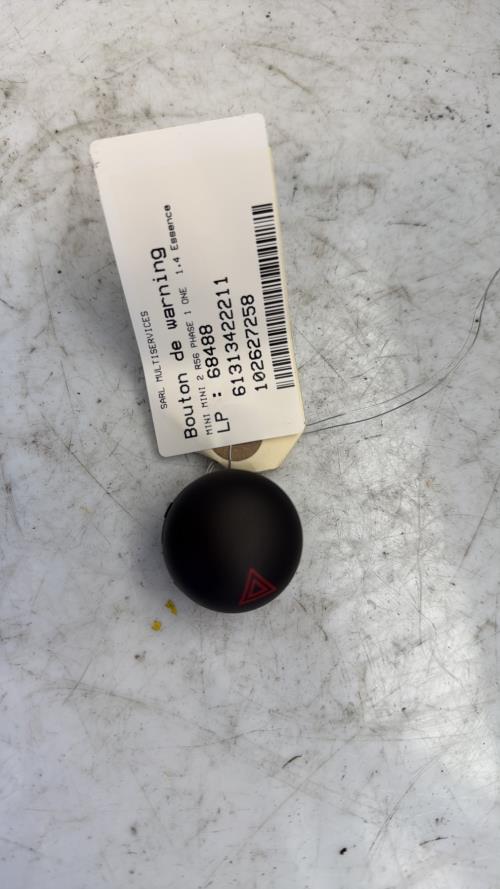 SARL MULTISERVICES
Bouton de warning
MINI MINI 2 R56 PHASE 1 ONE 1.4 Essence
LP : 68488
61313422211
102627258